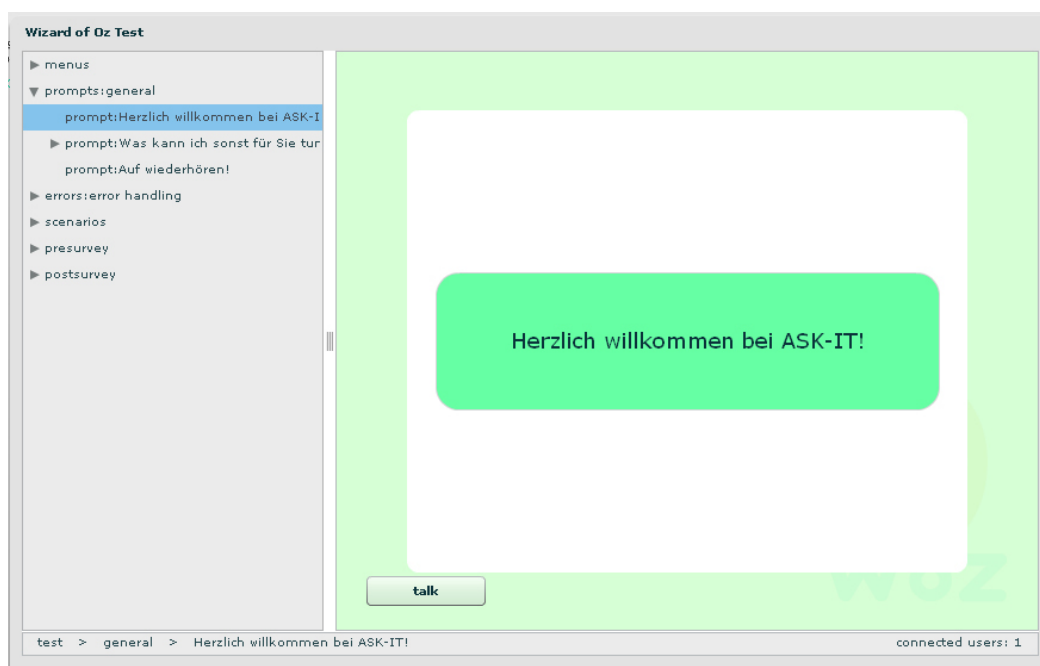 Wizard of Oz Test
menus
prompts:general
prompt:Herzlich willkommen bei ASK-I
prompt:Was kann ich sonst für Sie tur
prompt:Auf wiederhören!
errors:error handling
scenarios
presurvey
postsurvey
Herzlich willkommen bei ASK-IT!
woz
talk
test > general > Herzlich willkommen bei ASK-IT!
connected users: 1